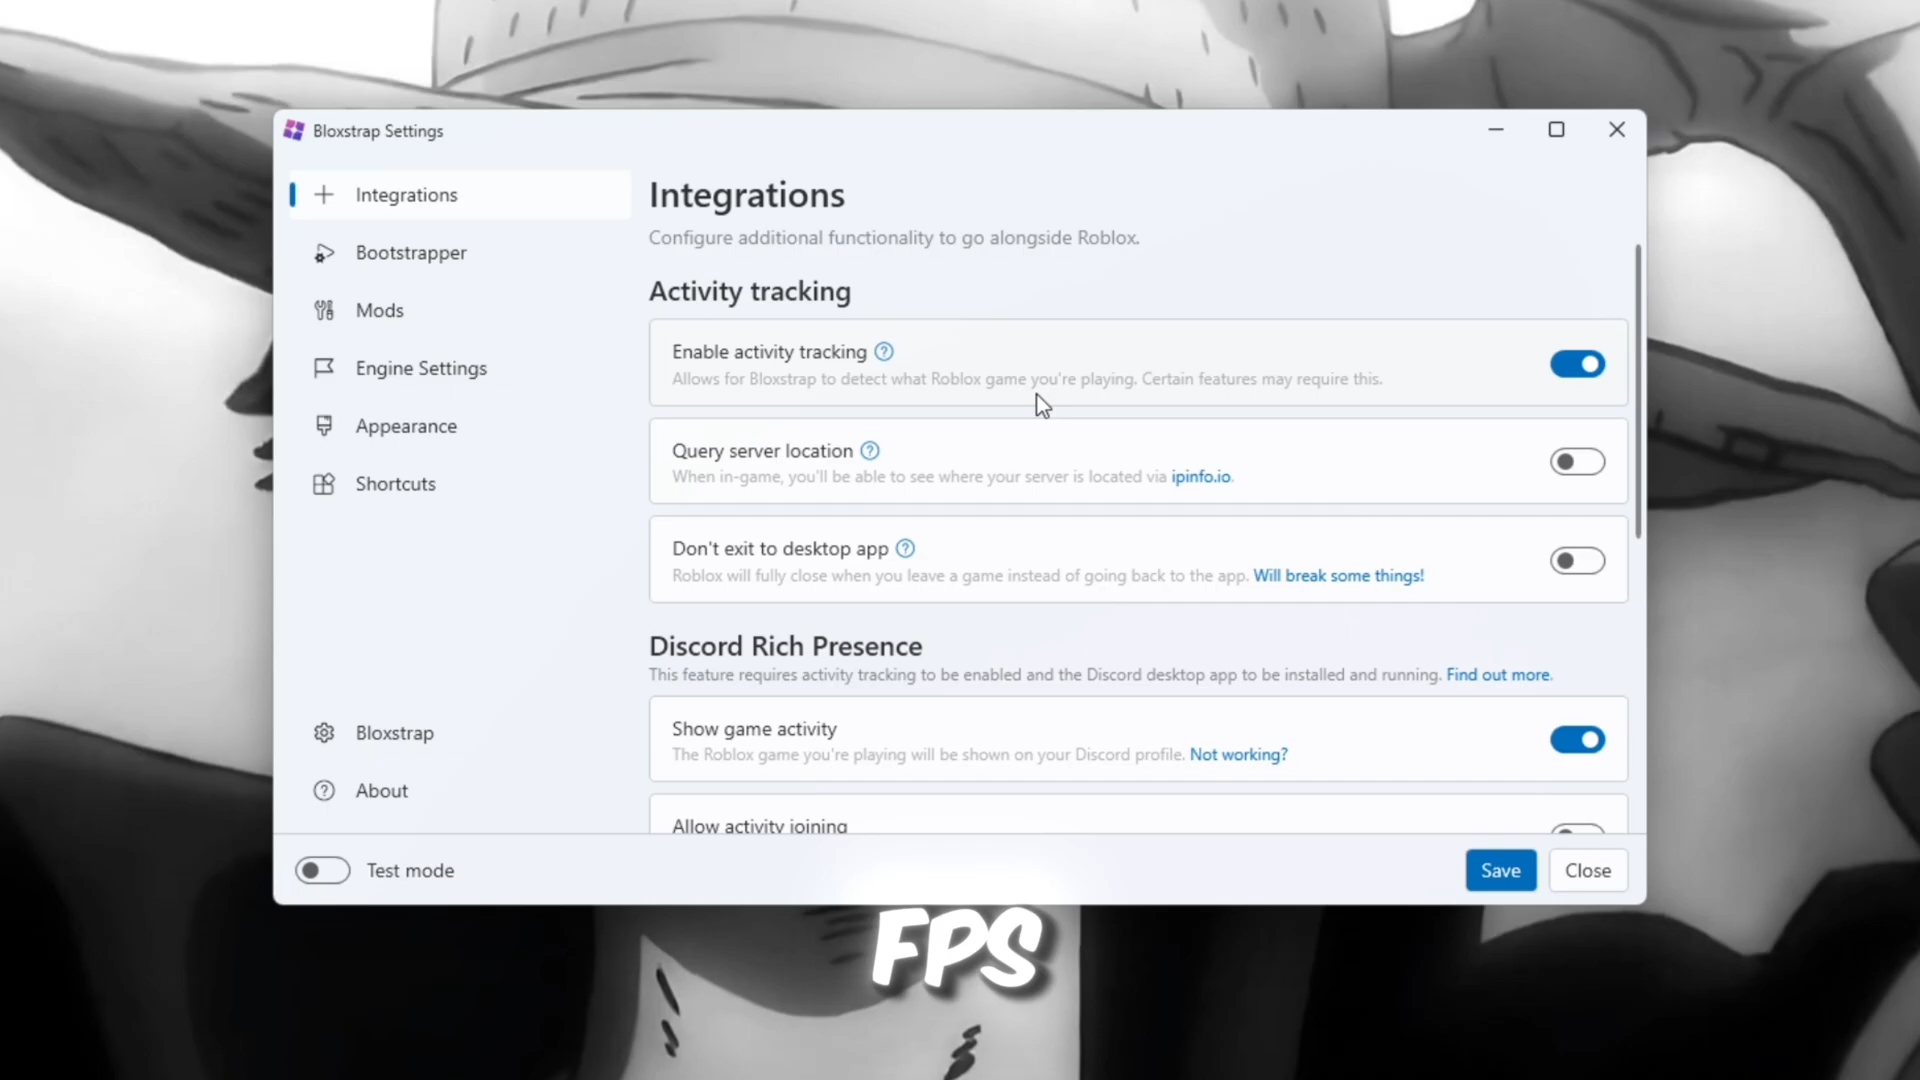 Bloxstrap Settings
Integrations
Bootstrapper
Mods
Engine Settings
Appearance
Shortcuts
Bloxstrap
About
Integrations
Configure additional functionality to go alongside Roblox.
Activity tracking
Enable activity tracking ?
Allows for Bloxstrap to detect what Roblox game you're playing. Certain features may require this.
Query server location ?
When in-game, you'll be able to see where your server is located via ipinfo.io.
Don't exit to desktop app ?
Roblox will fully close when you leave a game instead of going back to the app. Will break some things!
Discord Rich Presence
This feature requires activity tracking to be enabled and the Discord desktop app to be installed and running. Find out more.
Show game activity
The Roblox game you're playing will be shown on your Discord profile. Not working?
Allow activity joining
Test mode
Save
Close
FPS